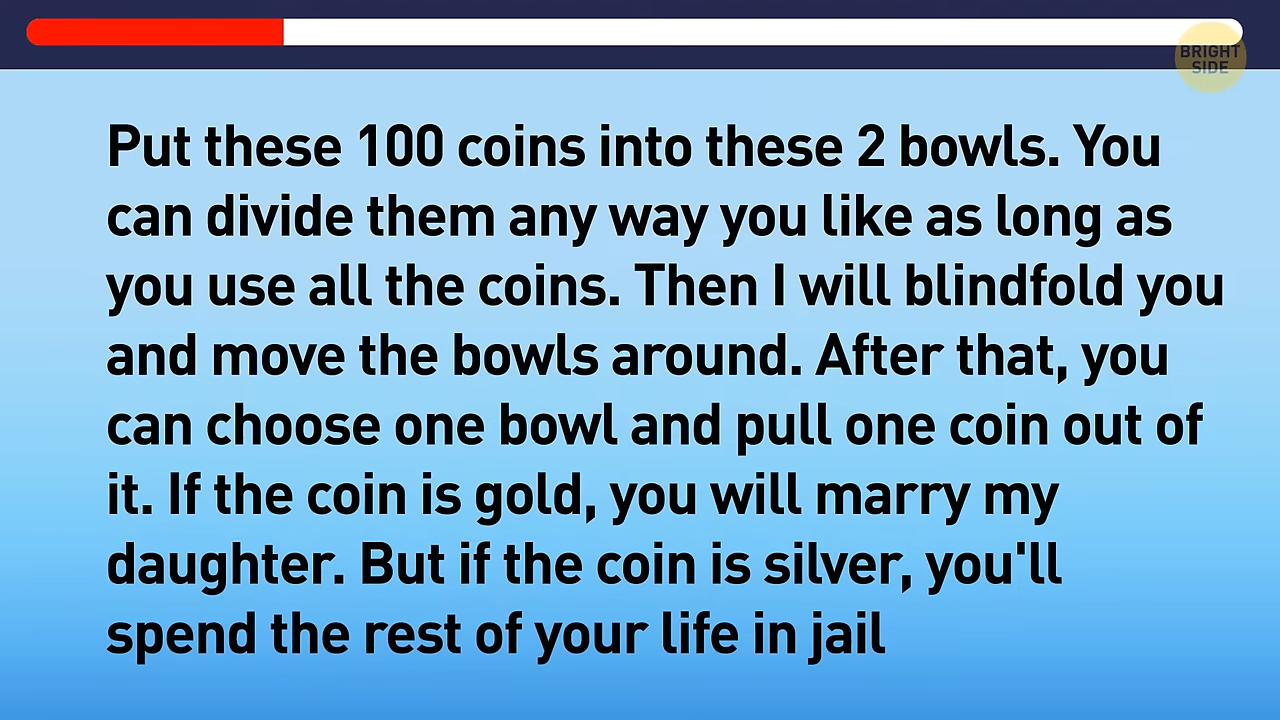 BRIGHT
SIDE
Put these 100 coins into these 2 bowls. You
can divide them any way you like as long as
you use all the coins. Then I will blindfold you
and move the bowls around. After that, you
can choose one bowl and pull one coin out of
it. If the coin is gold, you will marry my
daughter. But if the coin is silver, you'll
spend the rest of your life in jail